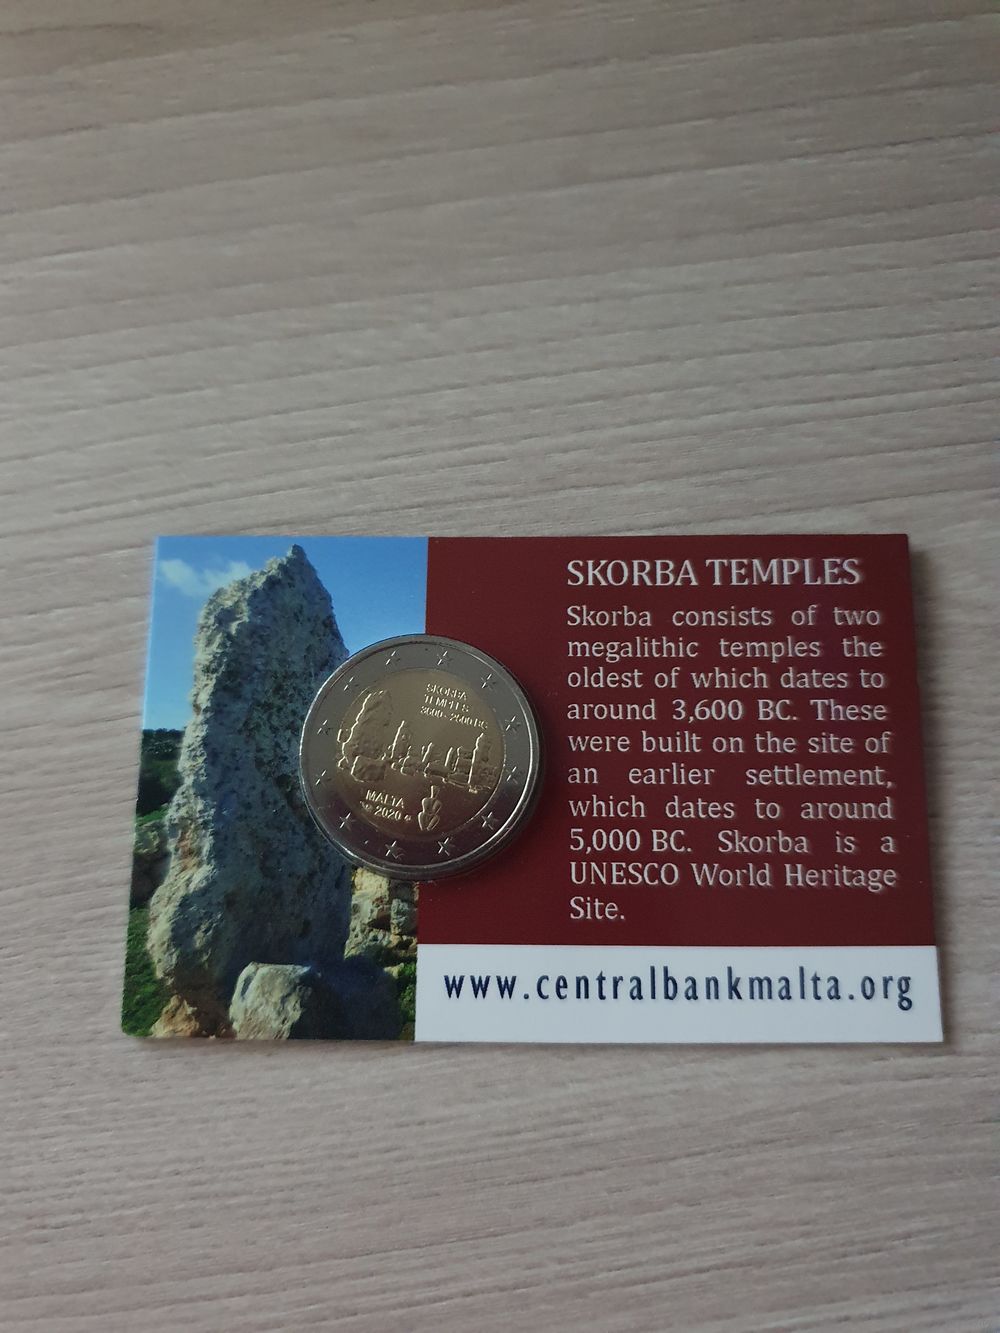 SKORBA TEMPLES
Skorba consists of two
megalithic temples the
oldest of which dates to
around 3,600 BC. These
were built on the site of
an earlier settlement,
which dates to around
5,000 BC. Skorba is a
UNESCO World Heritage
Site.
www.centralbankmalta.org
SKORBA
TEMPLES
3600-2500 BC
MALTA
2020